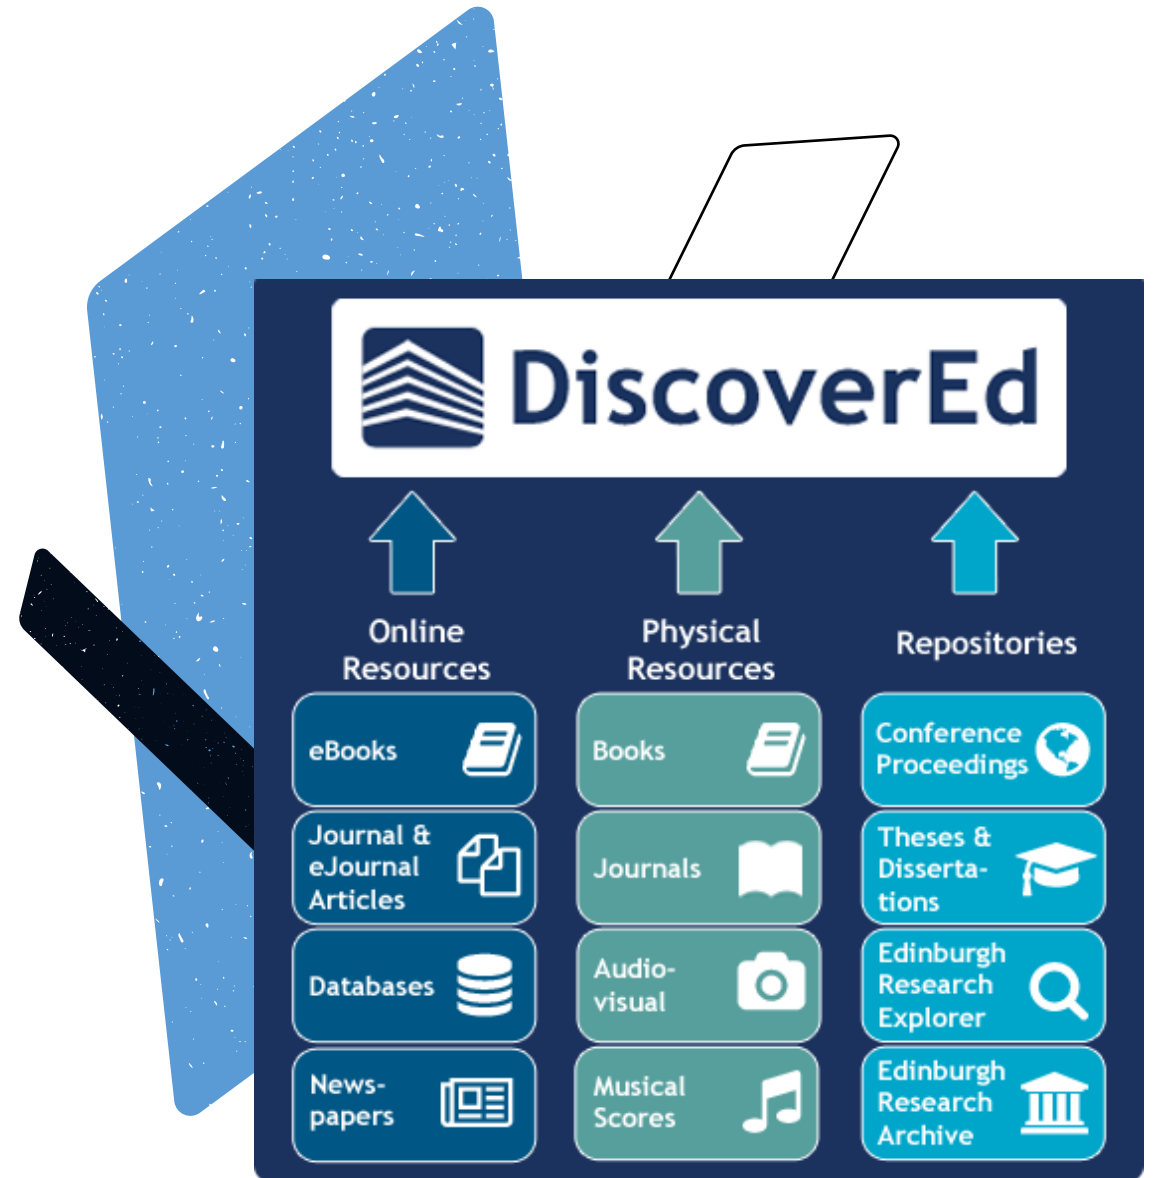 DiscoverEd
Online
Resources
eBooks
Journal &
eJournal
Articles
Databases
News-
papers
Physical
Resources
Books
Journals
Audio-
visual
Musical
Scores
Repositories
Conference
Proceedings
Theses &
Disserta-
tions
Edinburgh
Research
Explorer
Edinburgh
Research
Archive